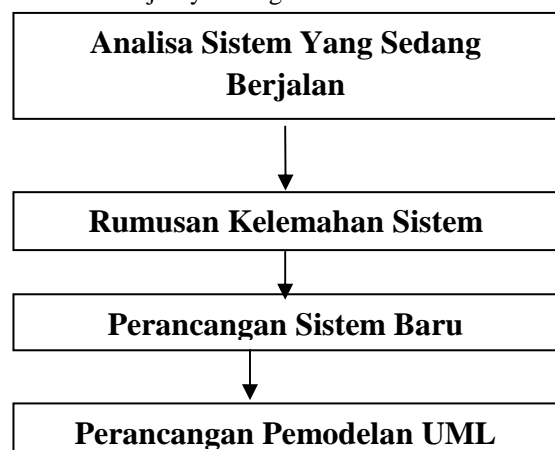 Analisa Sistem Yang Sedang
Berjalan
Rumusan Kelemahan Sistem
Perancangan Sistem Baru
Perancangan Pemodelan UML